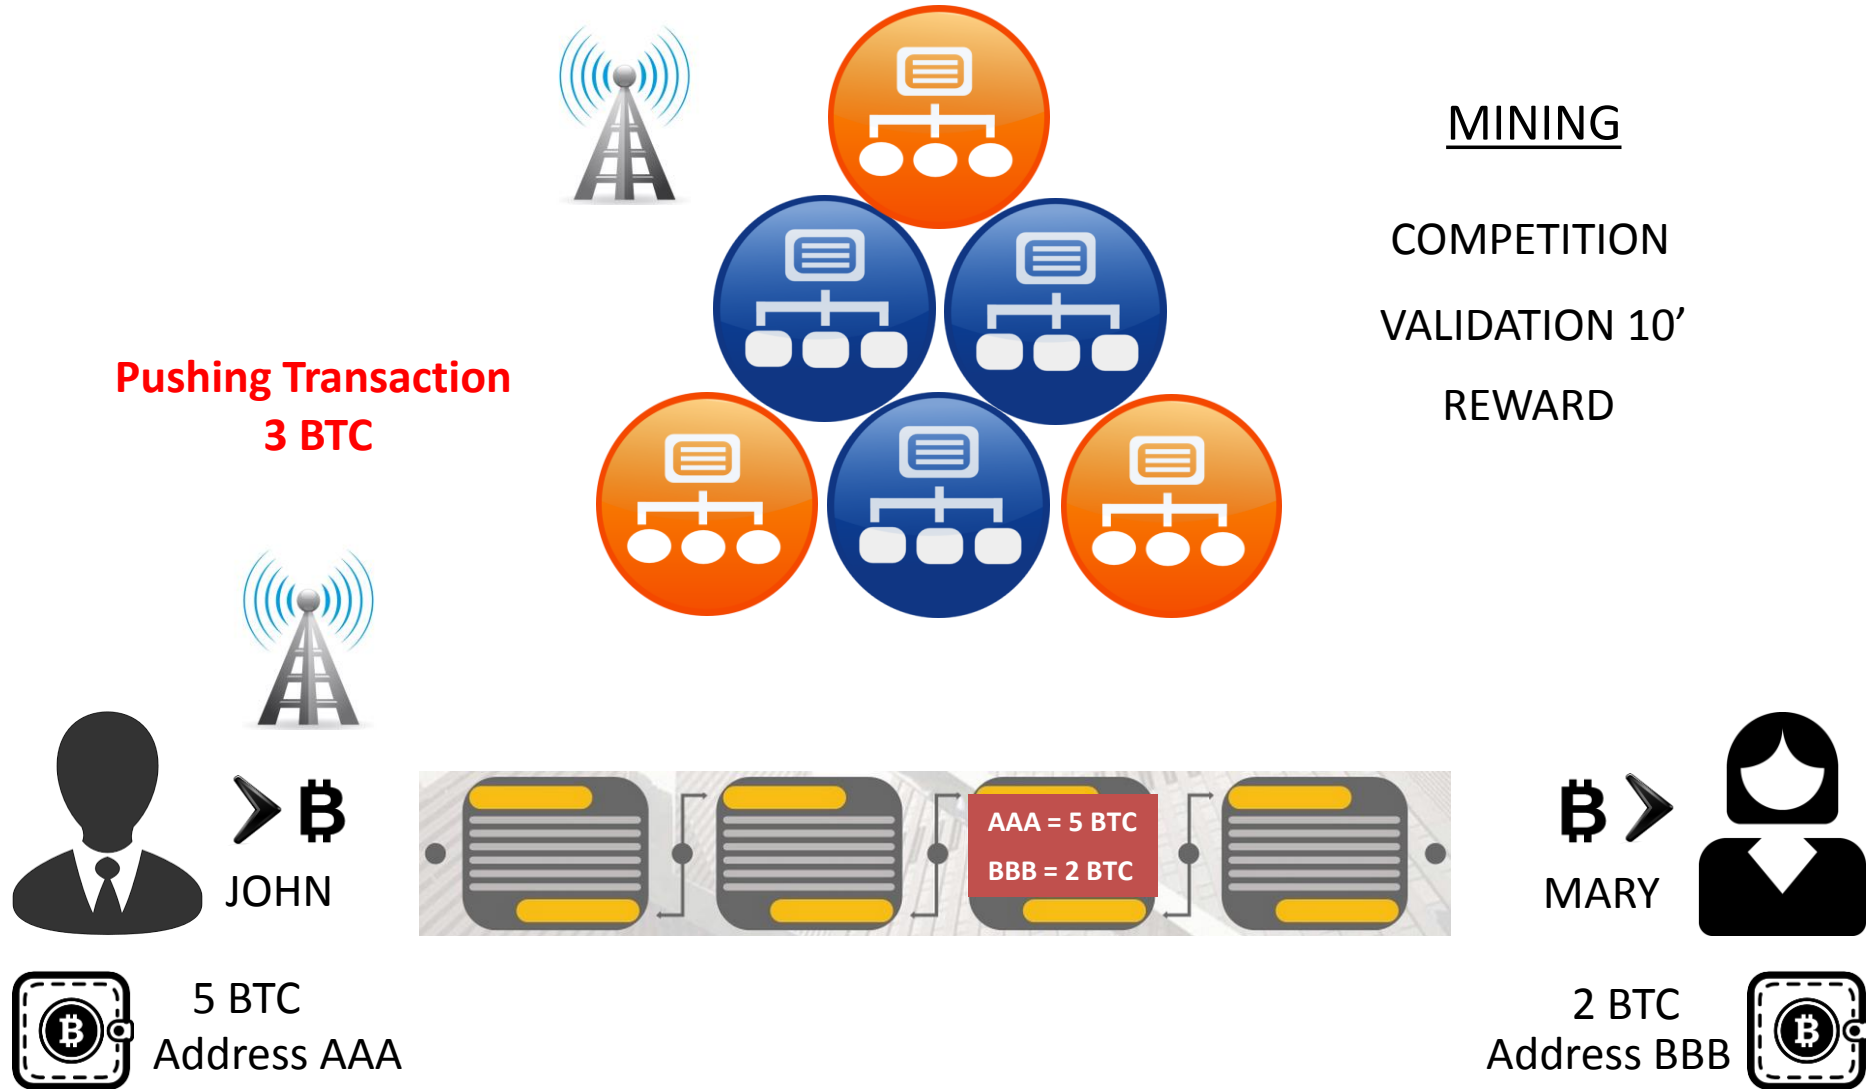 MINING
COMPETITION
VALIDATION 10’
REWARD
Pushing Transaction
3 BTC
JOHN
AAA = 5 BTC
BBB = 2 BTC
MARY
5 BTC
Address AAA
2 BTC
Address BBB